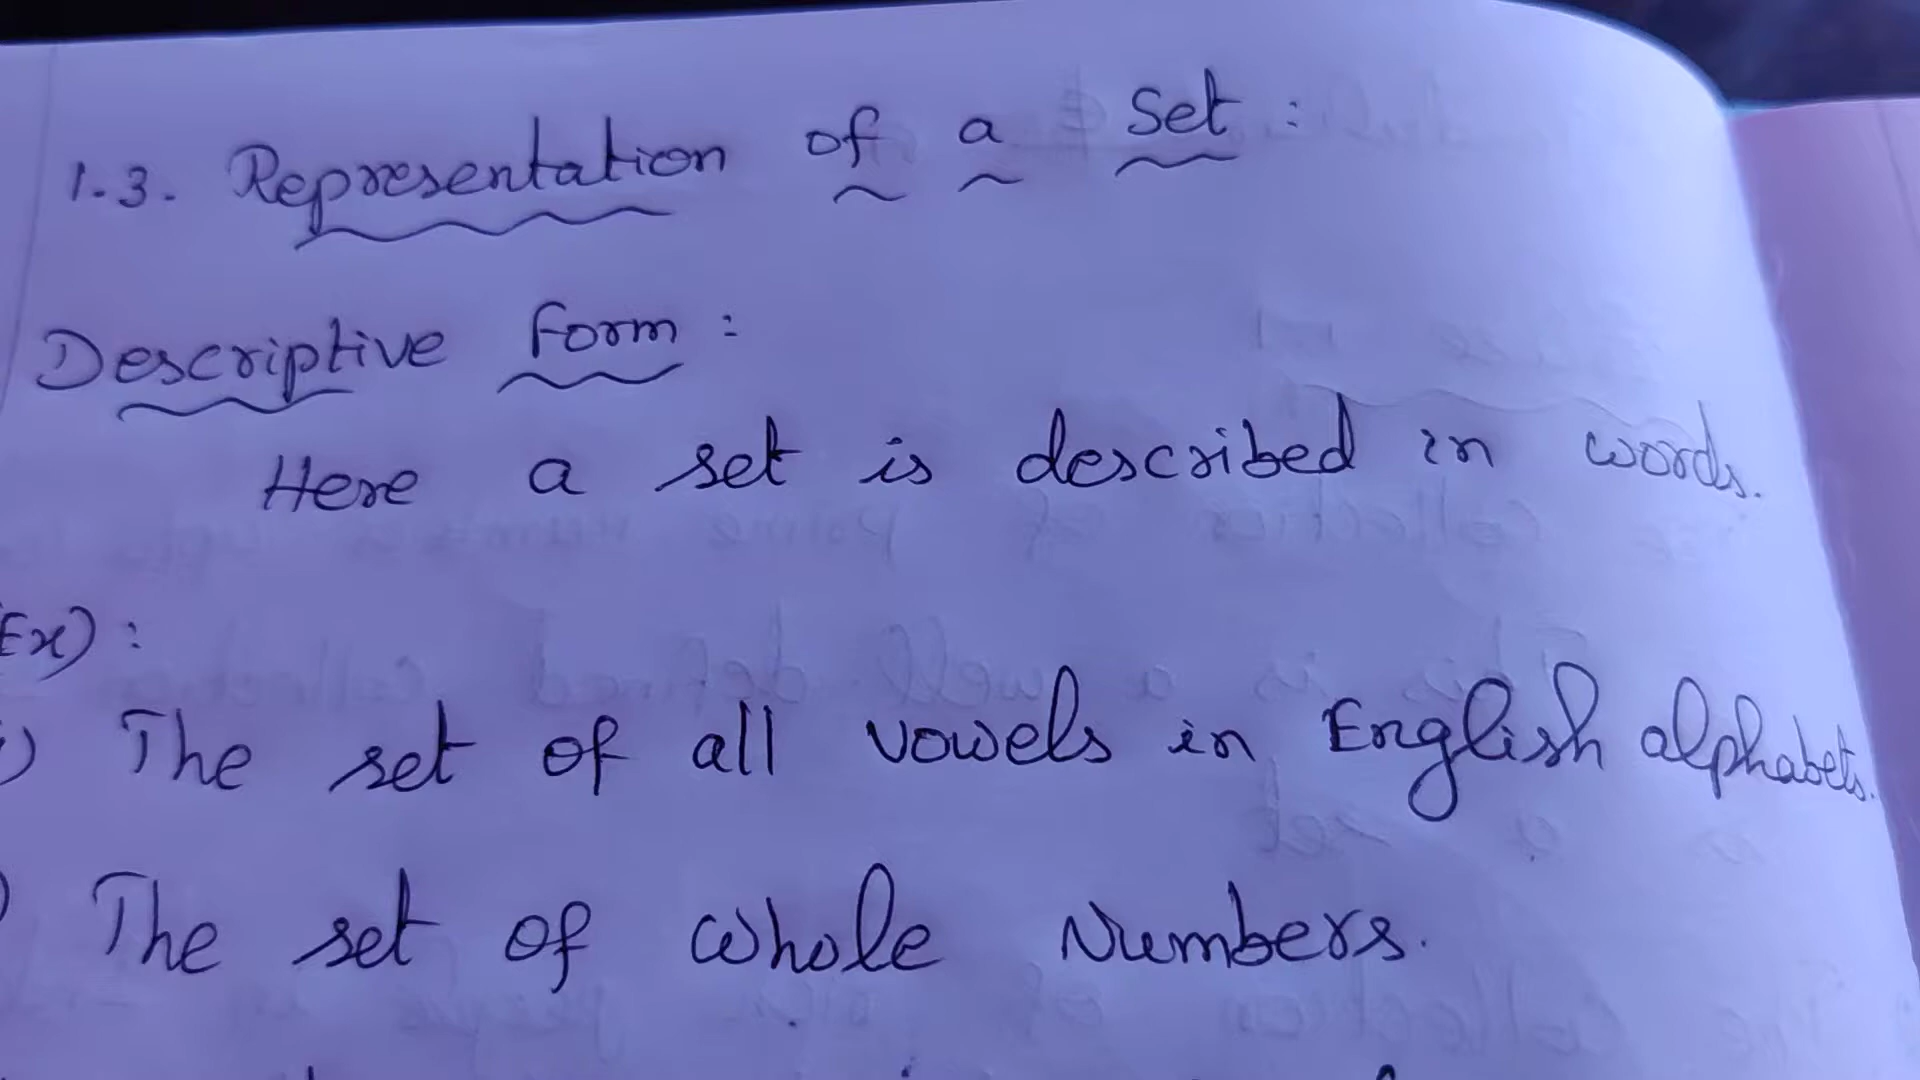 1.3. Representation of a Set :
Descriptive Form :
Here a set is described in words.
Ex) :
i) The set of all vowels in English alphabets.
) The set of whole Numbers.